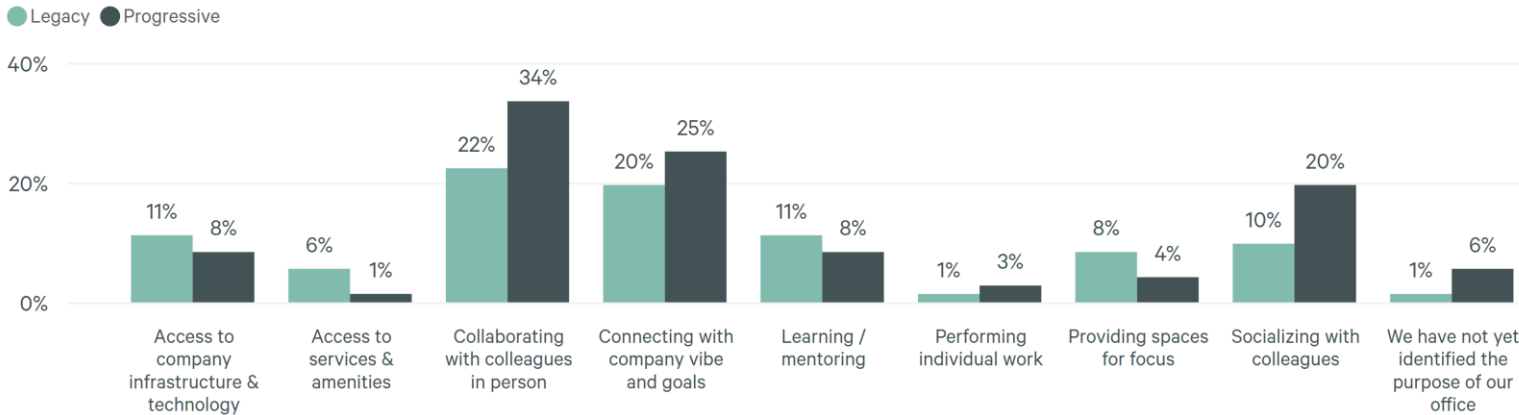 Legacy Progressive
40%
20%
0%
11%
8%
6%
1%
22%
34%
20%
25%
11%
8%
1%
3%
8%
4%
10%
20%
1%
6%
Access to
company
infrastructure &
technology
Access to
services &
amenities
Collaborating
with colleagues
in person
Connecting with
company vibe
and goals
Learning /
mentoring
Performing
individual work
Providing spaces
for focus
Socializing with
colleagues
We have not yet
identified the
purpose of our
office